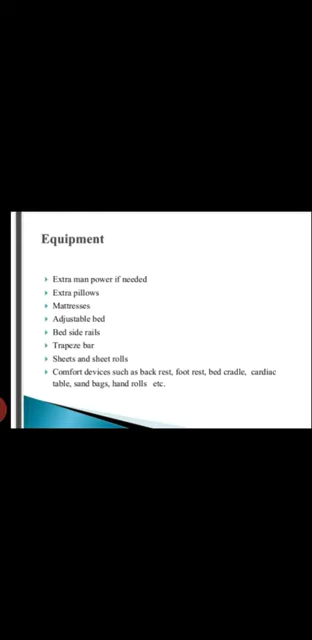 Equipment
Extra man power if needed
Extra pillows
Mattresses
Adjustable bed
Bed side rails
Trapeze bar
Sheets and sheet rolls
Comfort devices such as back rest, foot rest, bed cradle, cardiac
table, sand bags, hand rolls etc.